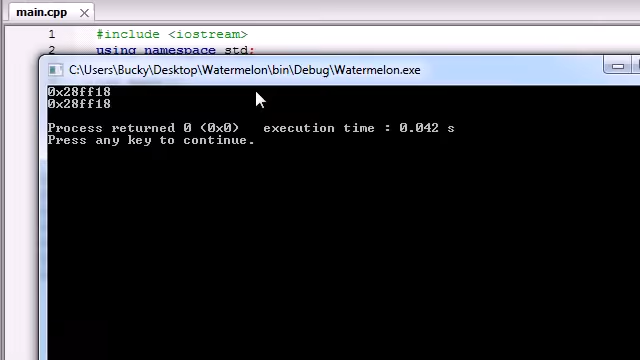 main.cpp
1 #include <iostream>
2 using namespace std;
C:\Users\Bucky\Desktop\Watermelon\bin\Debug\Watermelon.exe
0x28ff18
0x28ff18
Process returned 0 (0x0) execution time : 0.042 s
Press any key to continue.